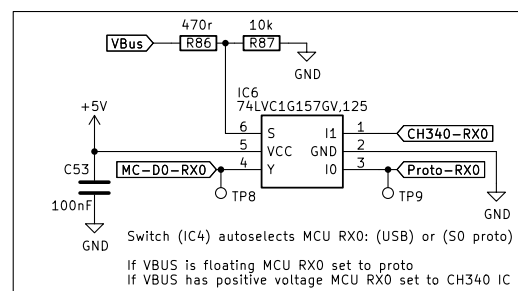 470r 10k
VBus R86 R87
GND
IC6
74LVC1G157GV,125
+5V
6 S I1 1 CH340-RX0
5 VCC GND 2
C53 MC-D0-RX0 4 Y I0 3 Proto-RX0
TP8 TP9
100nF
GND GND
Switch (IC4) autoselects MCU RX0: (USB) or (S0 proto)
If VBUS is floating MCU RX0 set to proto
If VBUS has positive voltage MCU RX0 set to CH340 IC